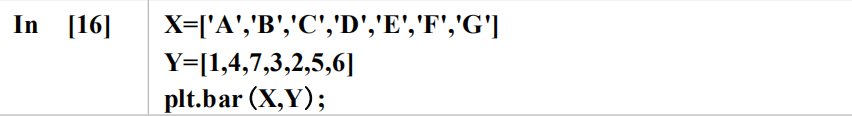 In [16] X=['A','B','C','D','E','F','G']
Y=[1,4,7,3,2,5,6]
plt.bar（X,Y）;